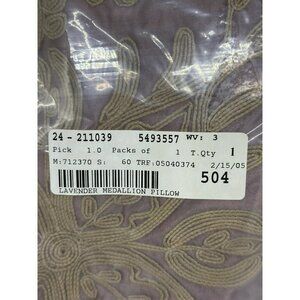 24-211039 5493557 WV: 3
Pick 1.0 Packs of 1 T.Qty 1
M:712370 S: 60 TRF:05040374 2/15/05
504
LAVENDER MEDALLION PILLOW